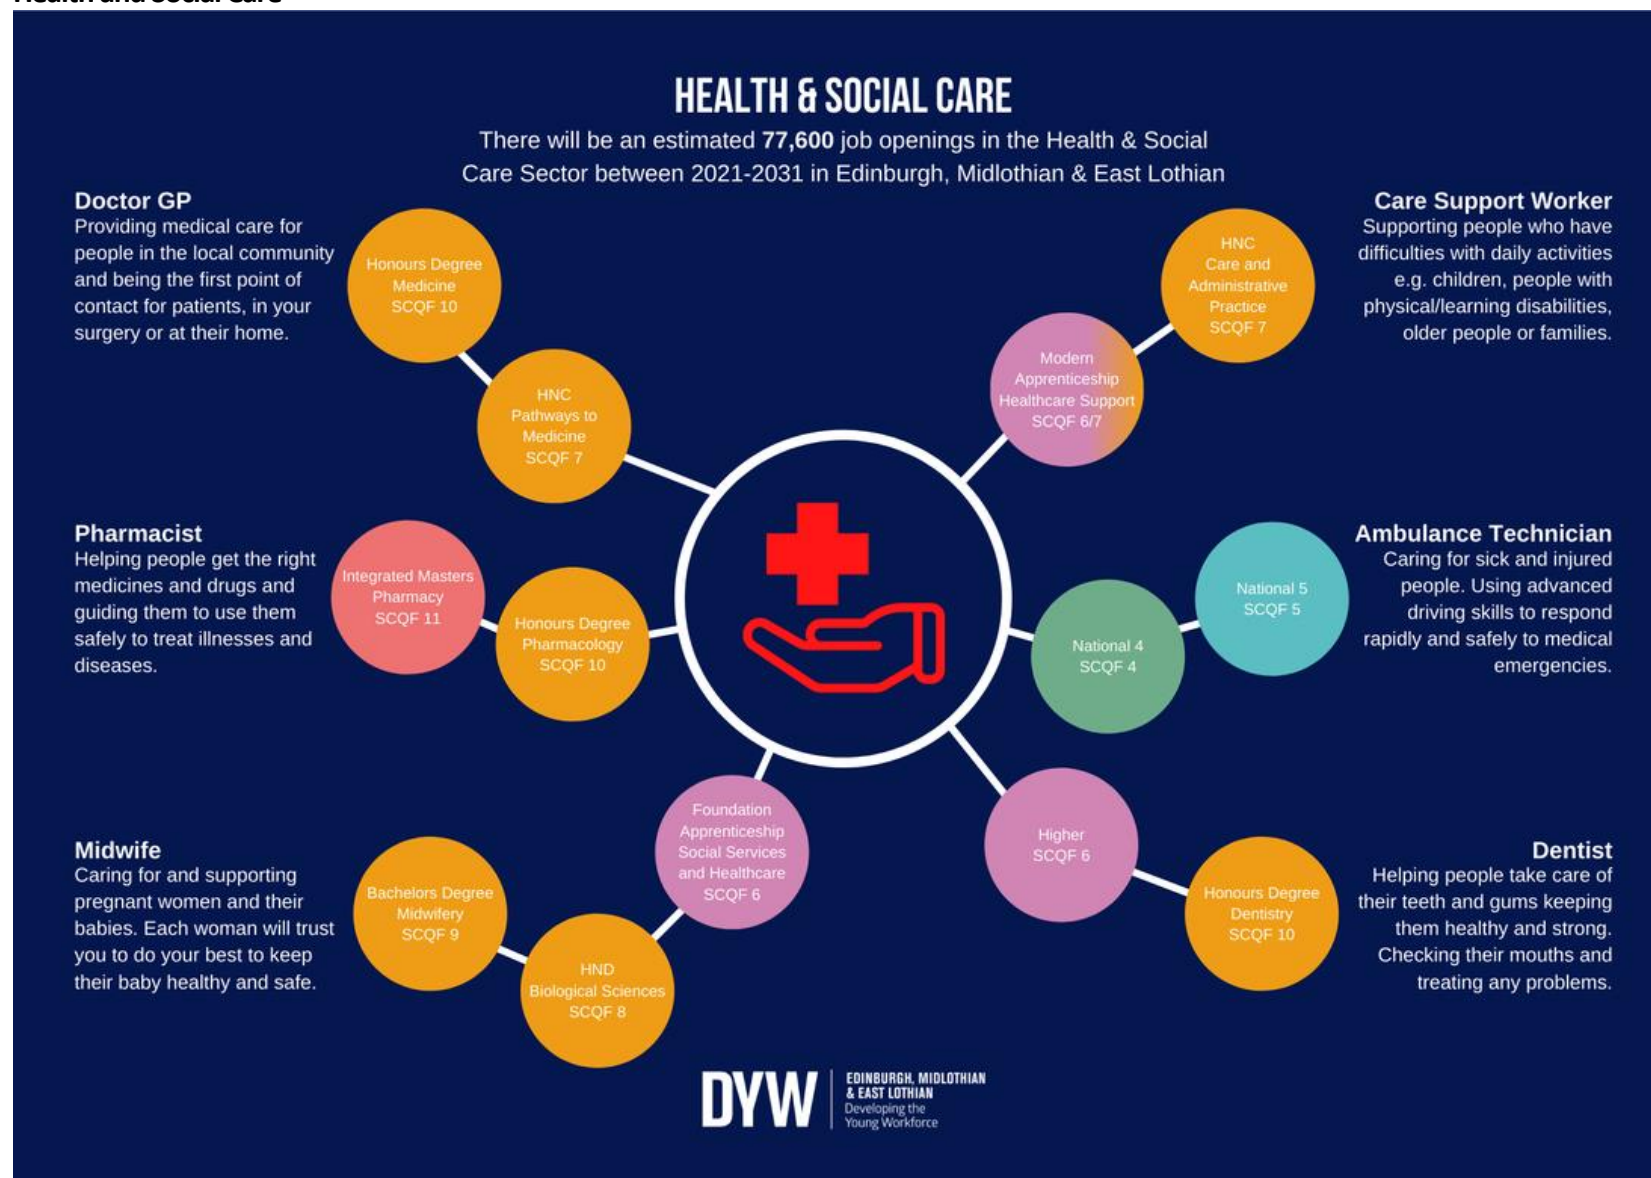 Health and Social Care
HEALTH & SOCIAL CARE
There will be an estimated 77,600 job openings in the Health & Social
Care Sector between 2021-2031 in Edinburgh, Midlothian & East Lothian
Doctor GP
Providing medical care for
people in the local community
and being the first point of
contact for patients, in your
surgery or at their home.
Honours Degree
Medicine
SCQF 10
HNC
Pathways to
Medicine
SCQF 7
Modern
Apprenticeship
Healthcare Support
SCQF 6/7
HNC
Care and
Administrative
Practice
SCQF 7
Care Support Worker
Supporting people who have
difficulties with daily activities
e.g. children, people with
physical/learning disabilities,
older people or families.
Pharmacist
Helping people get the right
medicines and drugs and
guiding them to use them
safely to treat illnesses and
diseases.
Integrated Masters
Pharmacy
SCQF 11
Honours Degree
Pharmacology
SCQF 10
National 4
SCQF 4
National 5
SCQF 5
Ambulance Technician
Caring for sick and injured
people. Using advanced
driving skills to respond
rapidly and safely to medical
emergencies.
Midwife
Caring for and supporting
pregnant women and their
babies. Each woman will trust
you to do your best to keep
their baby healthy and safe.
Bachelors Degree
Midwifery
SCQF 9
HND
Biological Sciences
SCQF 8
Foundation
Apprenticeship
Social Services
and Healthcare
SCQF 6
Higher
SCQF 6
Honours Degree
Dentistry
SCQF 10
Dentist
Helping people take care of
their teeth and gums keeping
them healthy and strong.
Checking their mouths and
treating any problems.
DYW
EDINBURGH, MIDLOTHIAN
& EAST LOTHIAN
Developing the
Young Workforce